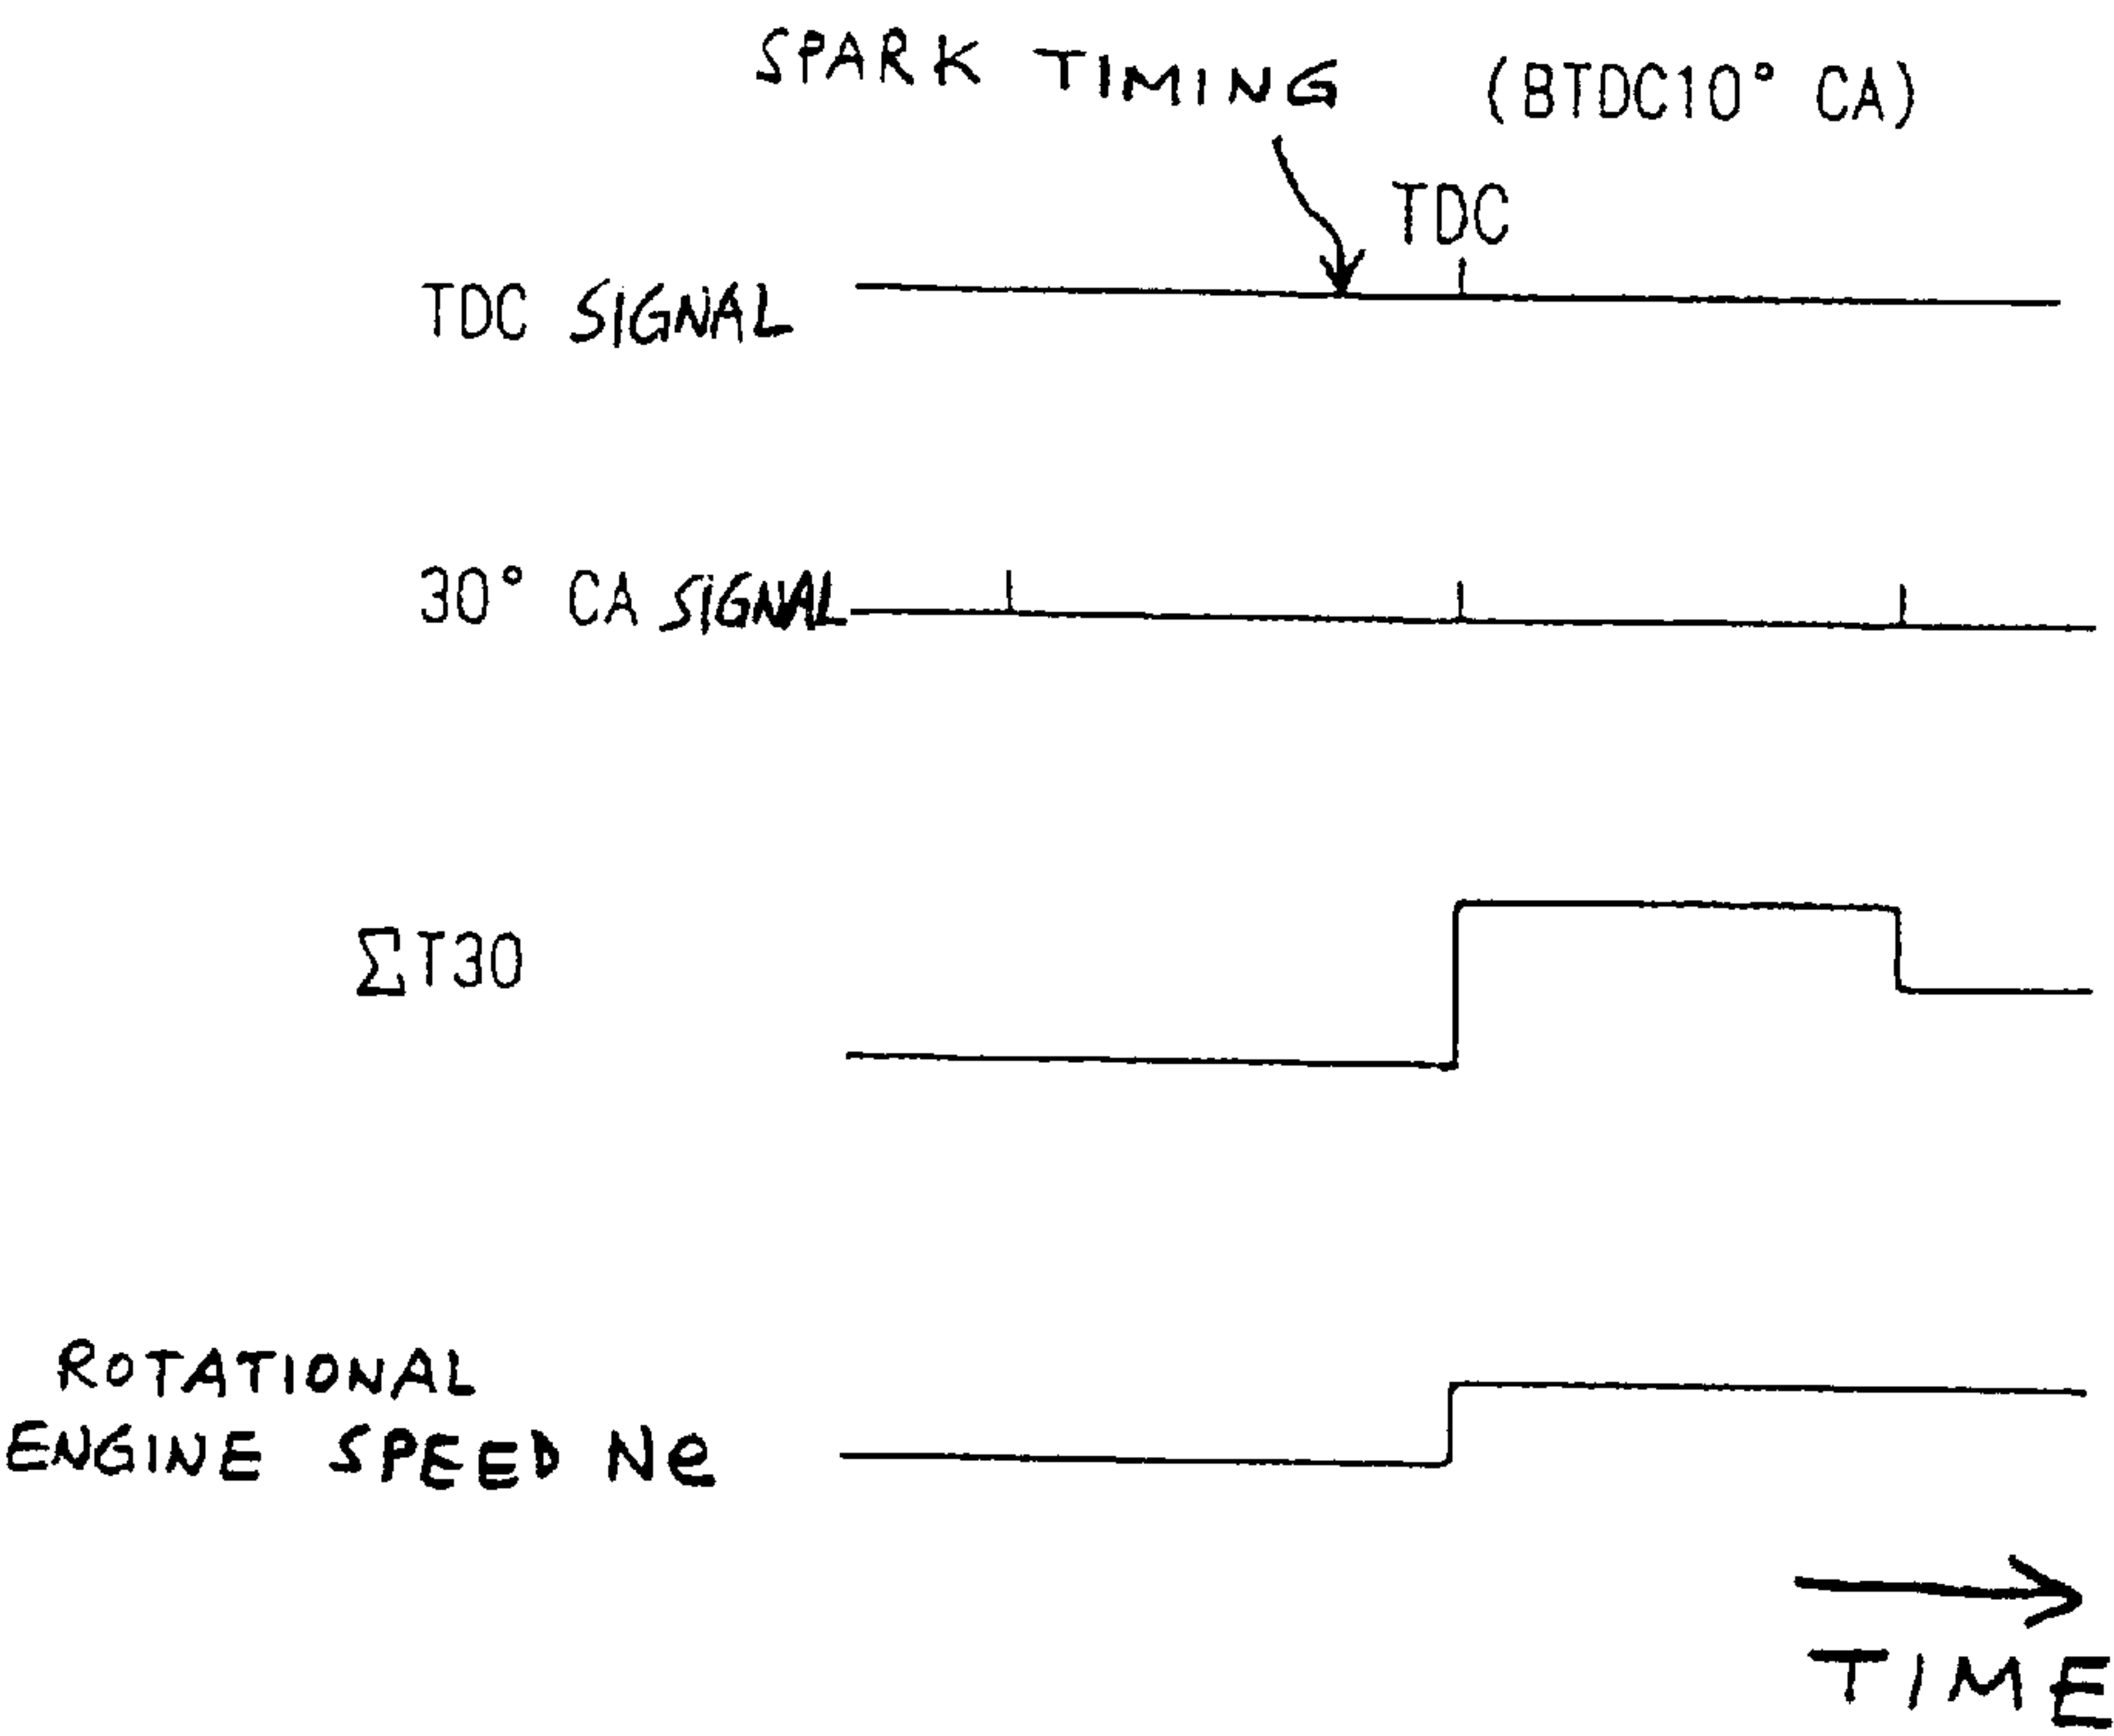 SPARK TIMING (BTDC10° CA)
TDC
TDC SIGNAL
30° CA SIGNAL
ΣT30
ROTATIONAL
ENGINE SPEED Ne
TIME